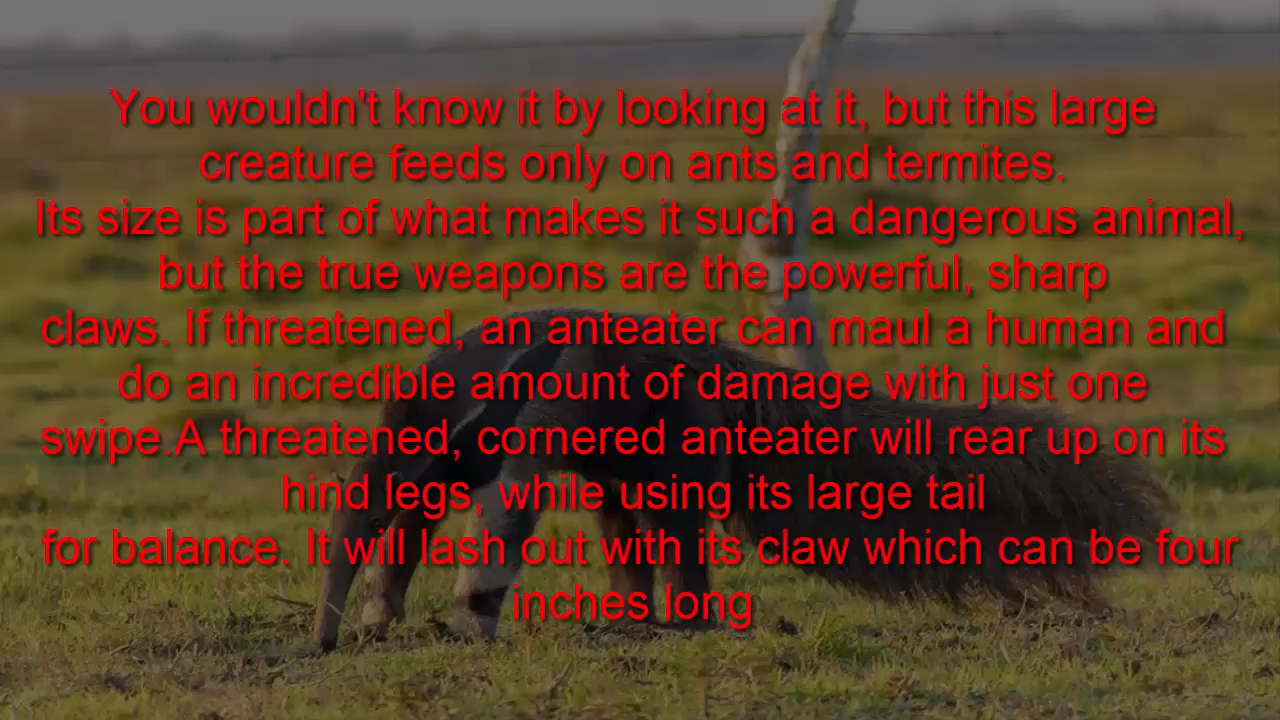 You wouldn't know it by looking at it, but this large
creature feeds only on ants and termites.
Its size is part of what makes it such a dangerous animal,
but the true weapons are the powerful, sharp
claws. If threatened, an anteater can maul a human and
do an incredible amount of damage with just one
swipe.A threatened, cornered anteater will rear up on its
hind legs, while using its large tail
for balance. It will lash out with its claw which can be four
inches long